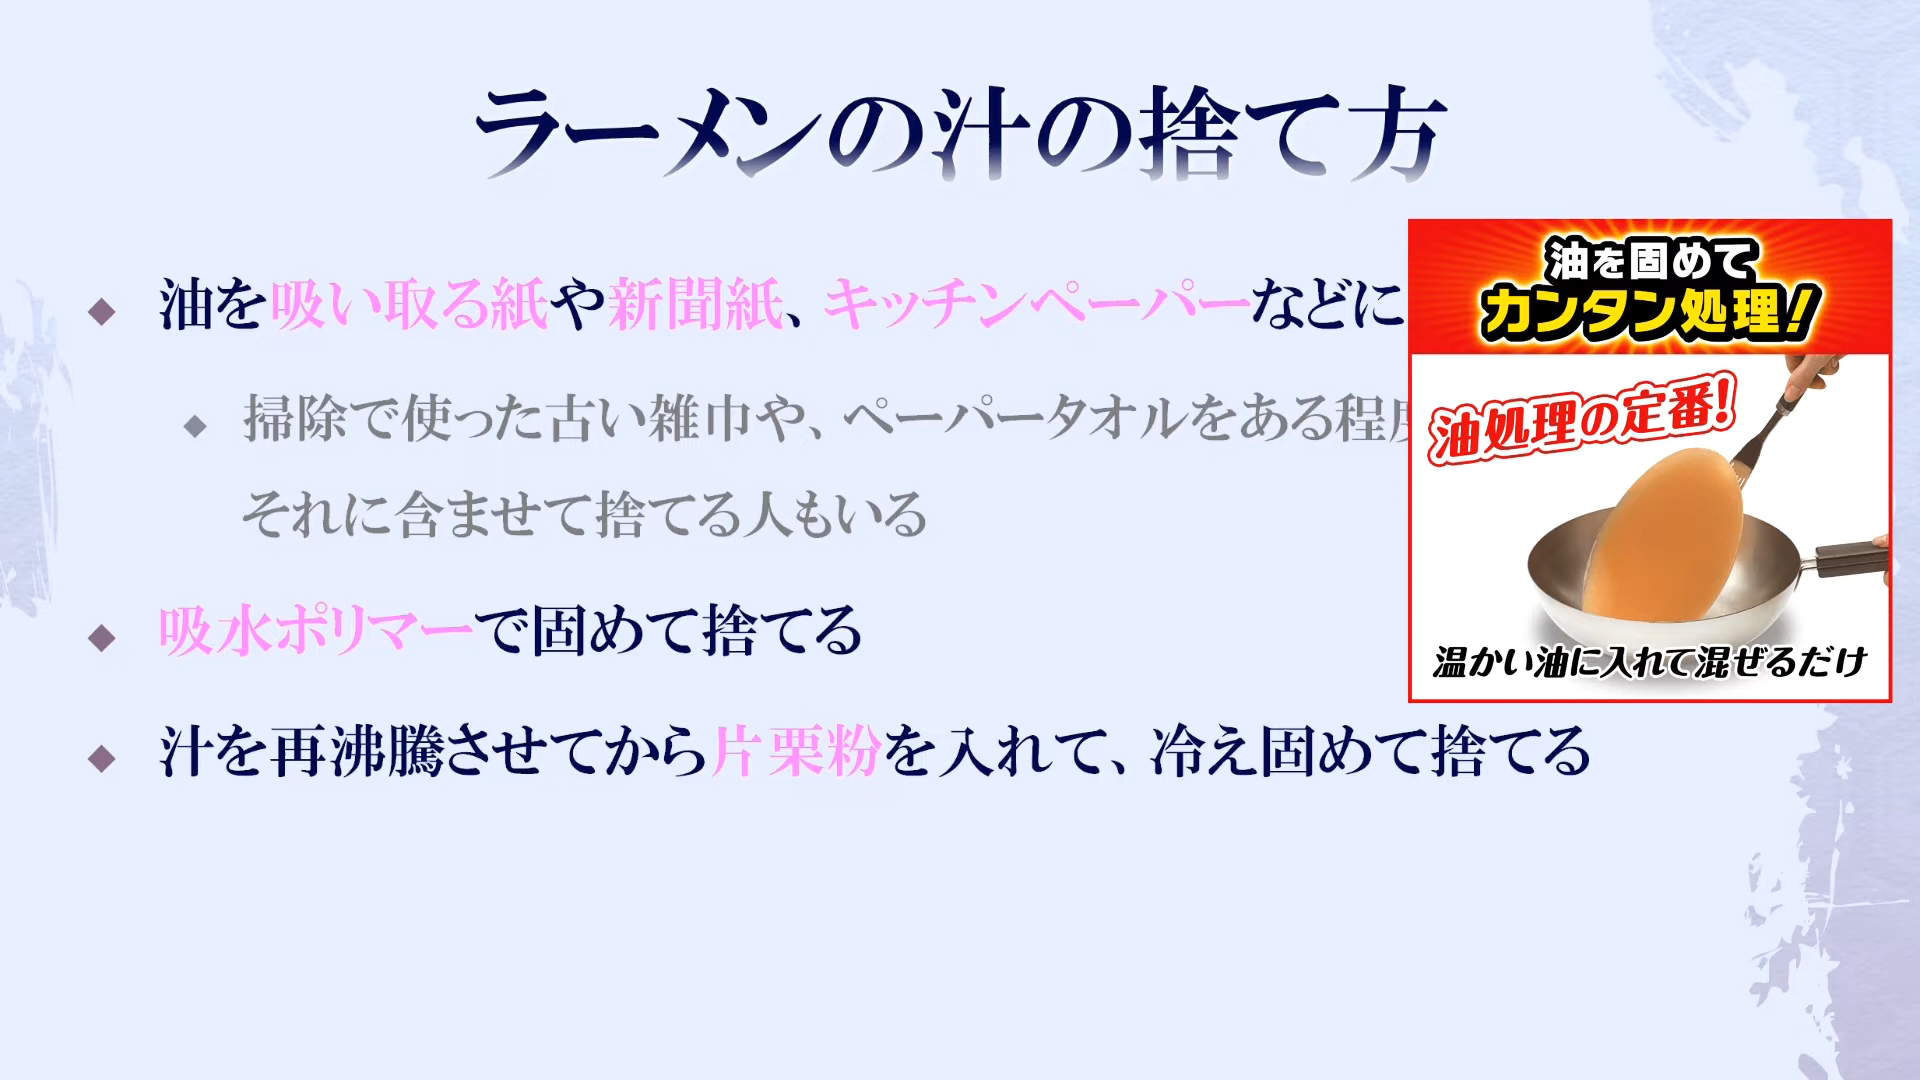 ラーメンの汁の捨て方
油を吸い取る紙や新聞紙、キッチンペーパーなどに
掃除で使った古い雑巾や、ペーパータオルをある程度
それに含ませて捨てる人もいる
吸水ポリマーで固めて捨てる
汁を再沸騰させてから片栗粉を入れて、冷え固めて捨てる
油を固めて
カンタン処理!
油処理の定番!
温かい油に入れて混ぜるだけ